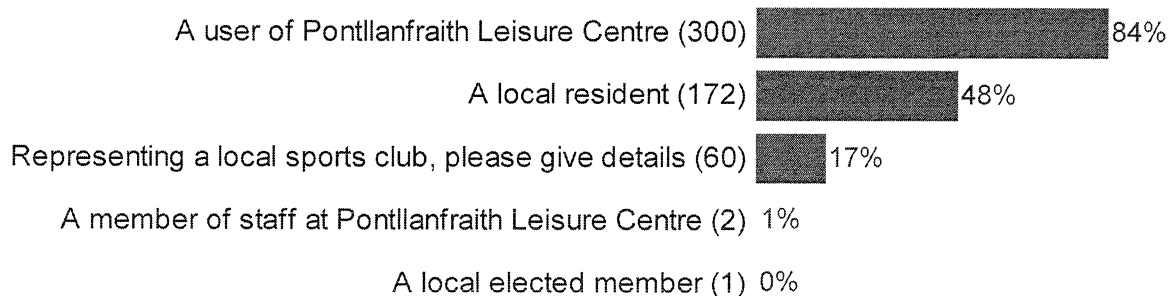 A user of Pontllanfraith Leisure Centre (300) 84%
A local resident (172) 48%
Representing a local sports club, please give details (60) 17%
A member of staff at Pontllanfraith Leisure Centre (2) 1%
A local elected member (1) 0%